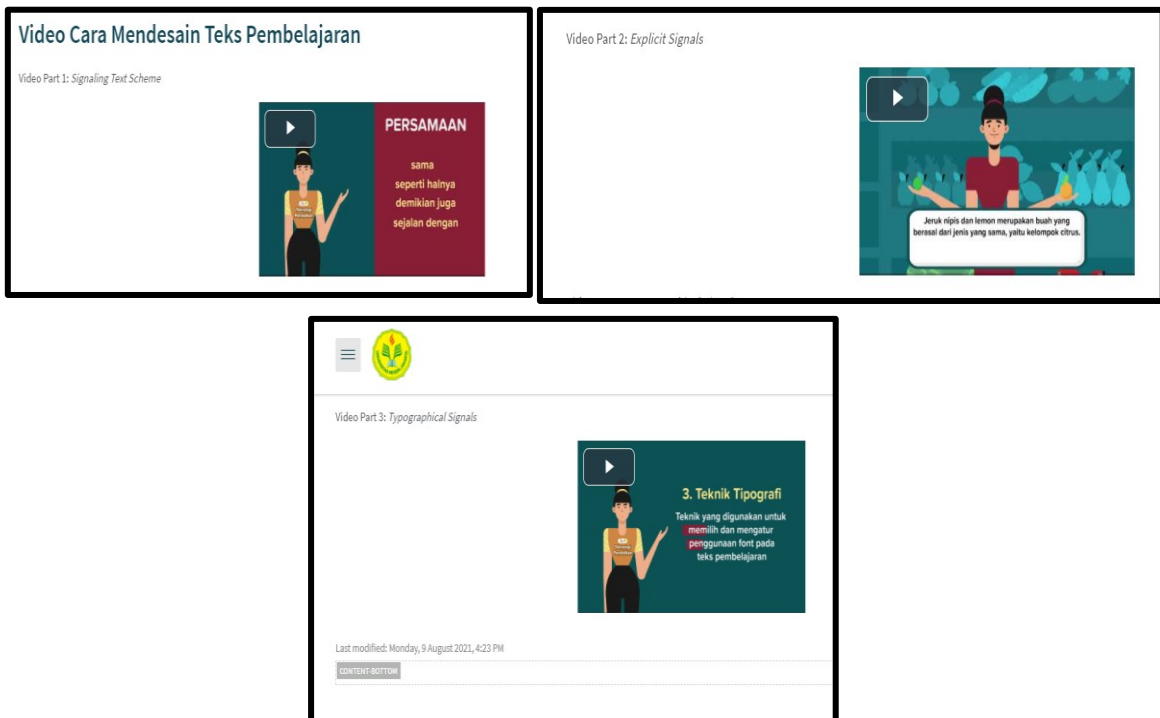 Video Cara Mendesain Teks Pembelajaran
Video Part 1: Signaling Text Scheme
PERSAMAAN
sama
seperti halnya
demikian juga
sejalan dengan
Video Part 2: Explicit Signals
Jeruk nipis dan lemon merupakan buah yang
berasal dari jenis yang sama, yaitu kelompok citrus.
Video Part 3: Typographical Signals
3. Teknik Tipografi
Teknik yang digunakan untuk
memilih dan mengatur
penggunaan font pada
teks pembelajaran
Last modified: Monday, 9 August 2021, 4:23 PM
CONTENT-BOTTOM